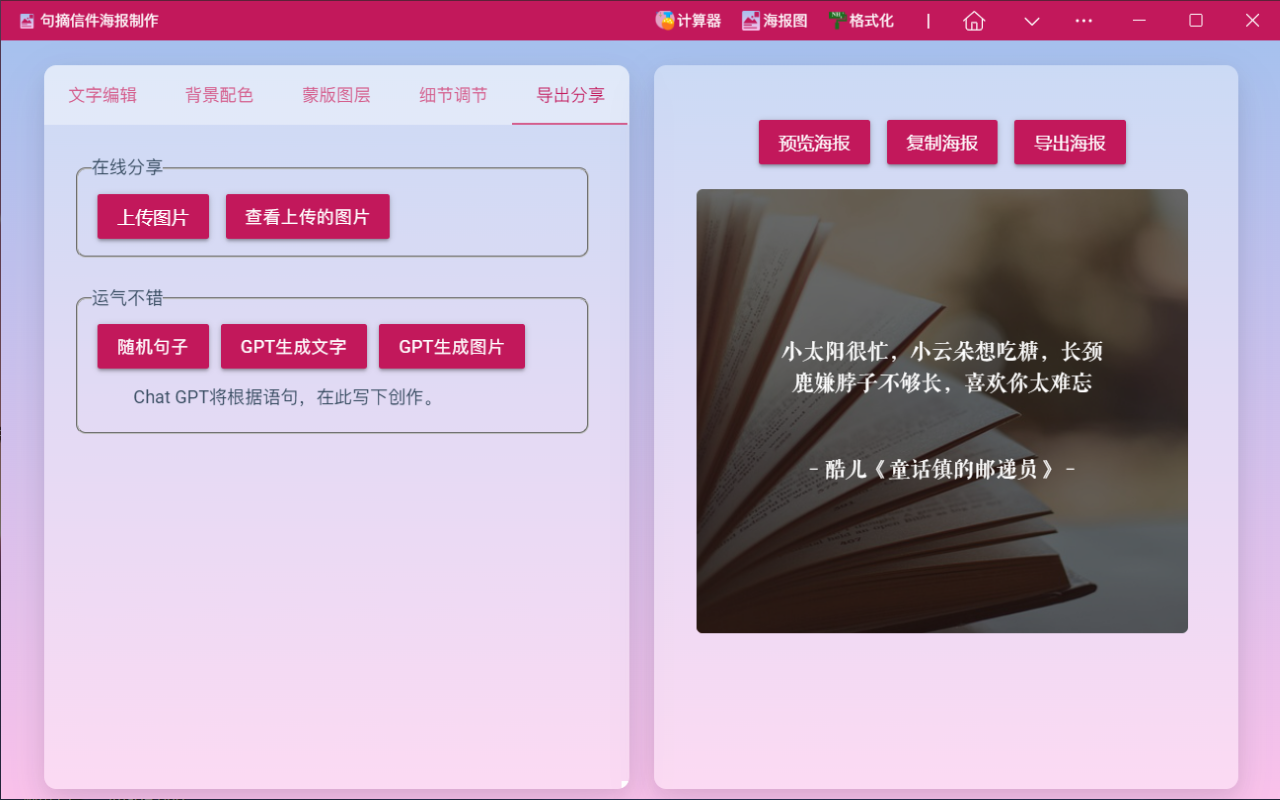 句摘信件海报制作
计算器 海报图 格式化 |
文字编辑 背景配色 蒙版图层 细节调节 导出分享
在线分享
上传图片 查看上传的图片
运气不错
随机句子 GPT生成文字 GPT生成图片
Chat GPT将根据语句，在此写下创作。
预览海报 复制海报 导出海报
小太阳很忙，小云朵想吃糖，长颈
鹿嫌脖子不够长，喜欢你太难忘
- 酷儿《童话镇的邮递员》 -